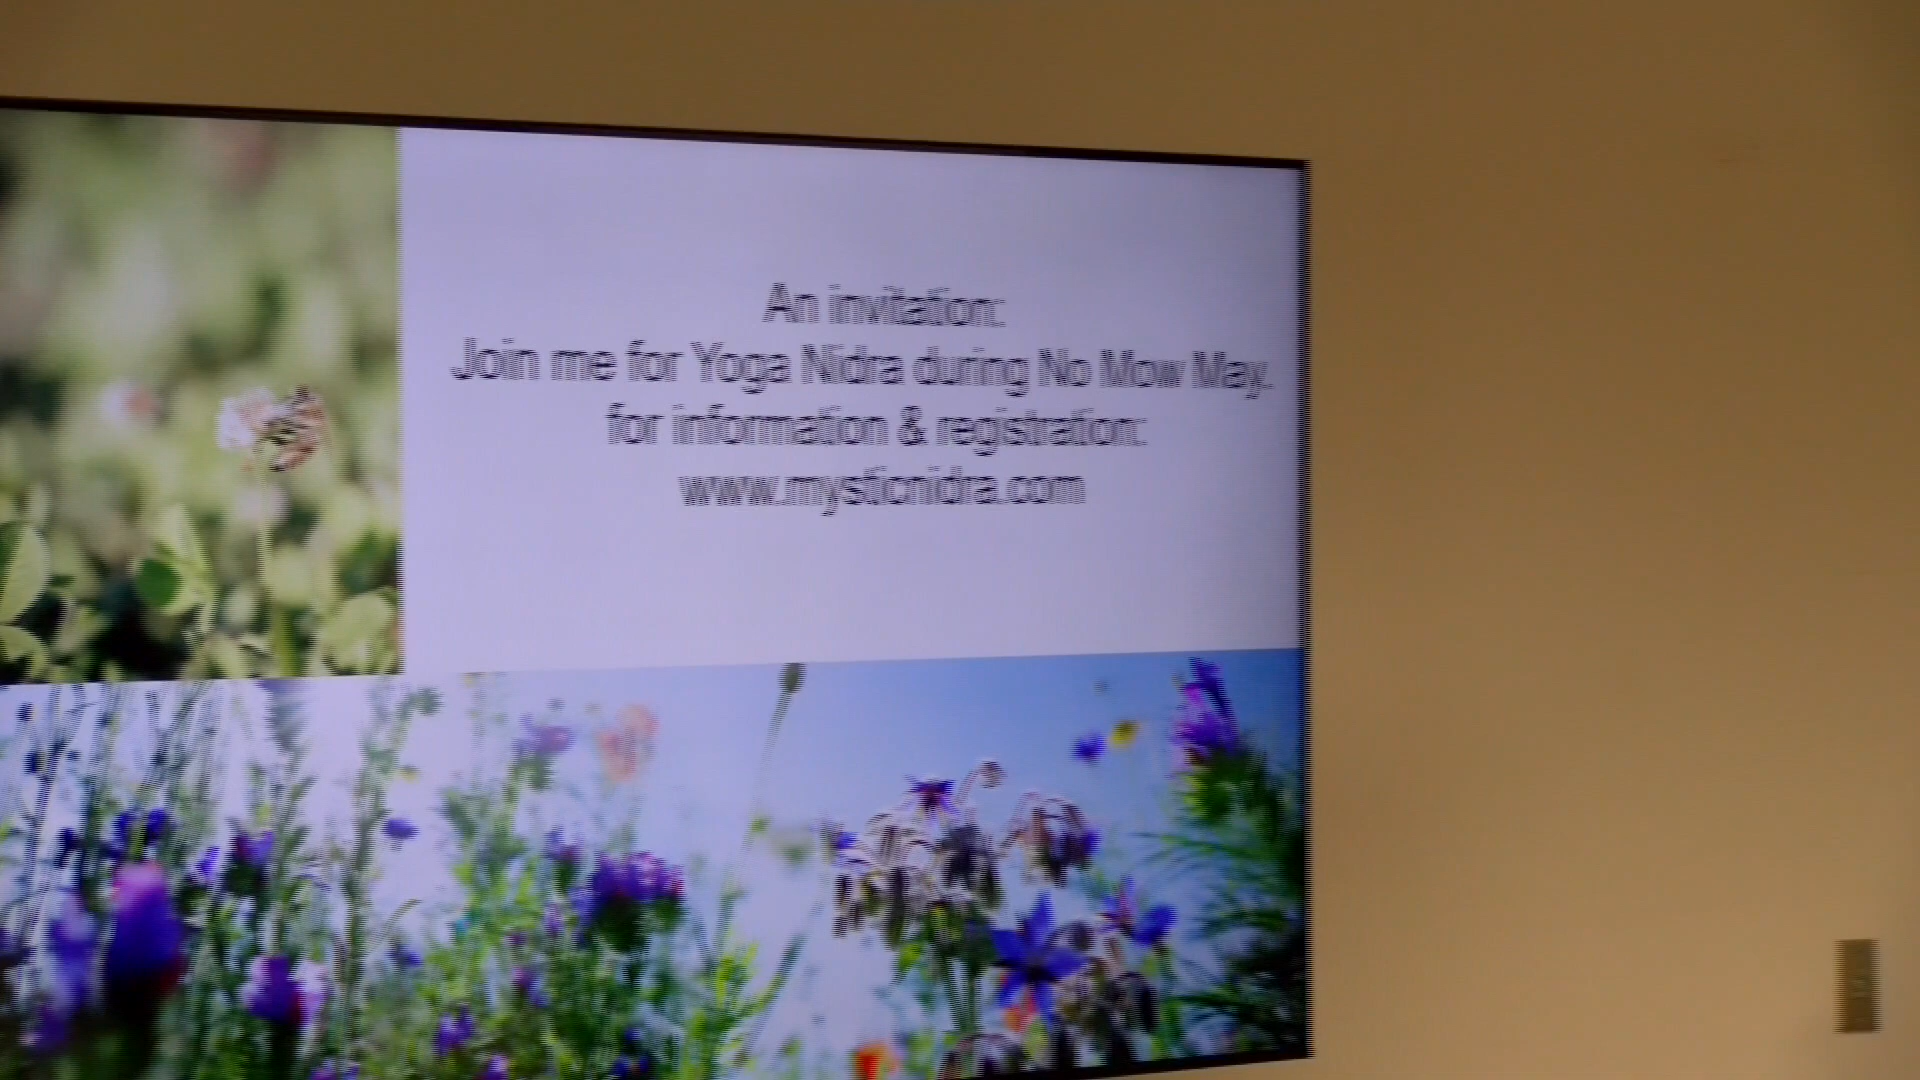 An invitation:
Join me for Yoga Nidra during No Mow May.
for information & registration:
www.mysticnidra.com